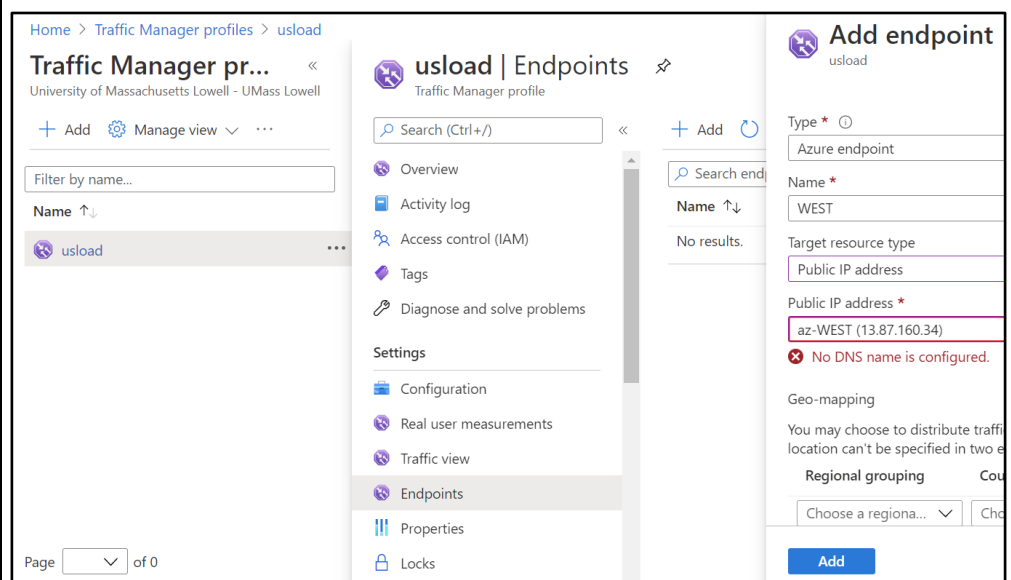 Home > Traffic Manager profiles > usload
Traffic Manager pr... «
University of Massachusetts Lowell - UMass Lowell
+ Add Manage view ...
Filter by name...
Name ↑↓
usload ...
Page of 0
usload | Endpoints
Traffic Manager profile
Search (Ctrl+/) «
Overview
Activity log
Access control (IAM)
Tags
Diagnose and solve problems
Settings
Configuration
Real user measurements
Traffic view
Endpoints
Properties
Locks
+ Add
Search end
Name ↑↓
No results.
Add endpoint
usload
Type *
Azure endpoint
Name *
WEST
Target resource type
Public IP address
Public IP address *
az-WEST (13.87.160.34)
No DNS name is configured.
Geo-mapping
You may choose to distribute traffi
location can't be specified in two e
Regional grouping Cou
Choose a regiona... Cho
Add